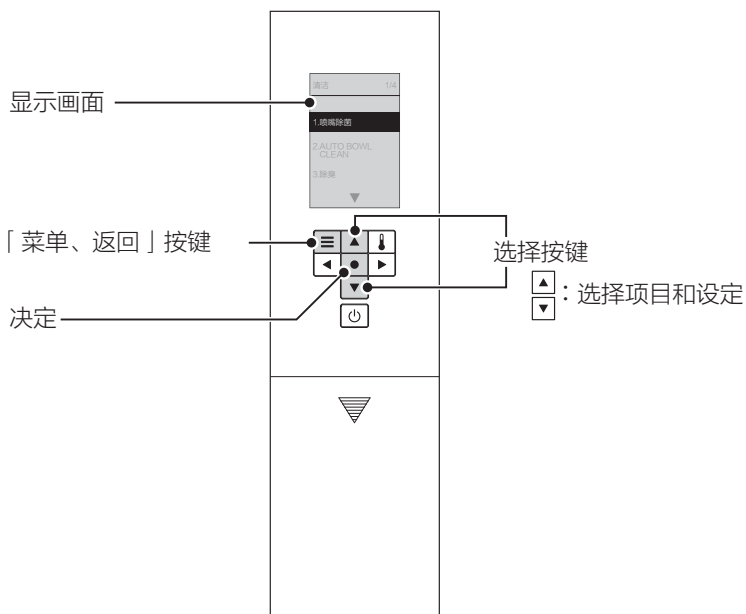 清洁 1/4
显示画面
1.喷嘴除菌
2.AUTO BOWL
CLEAN
3.除臭
「菜单、返回」按键
选择按键
：选择项目和设定
决定